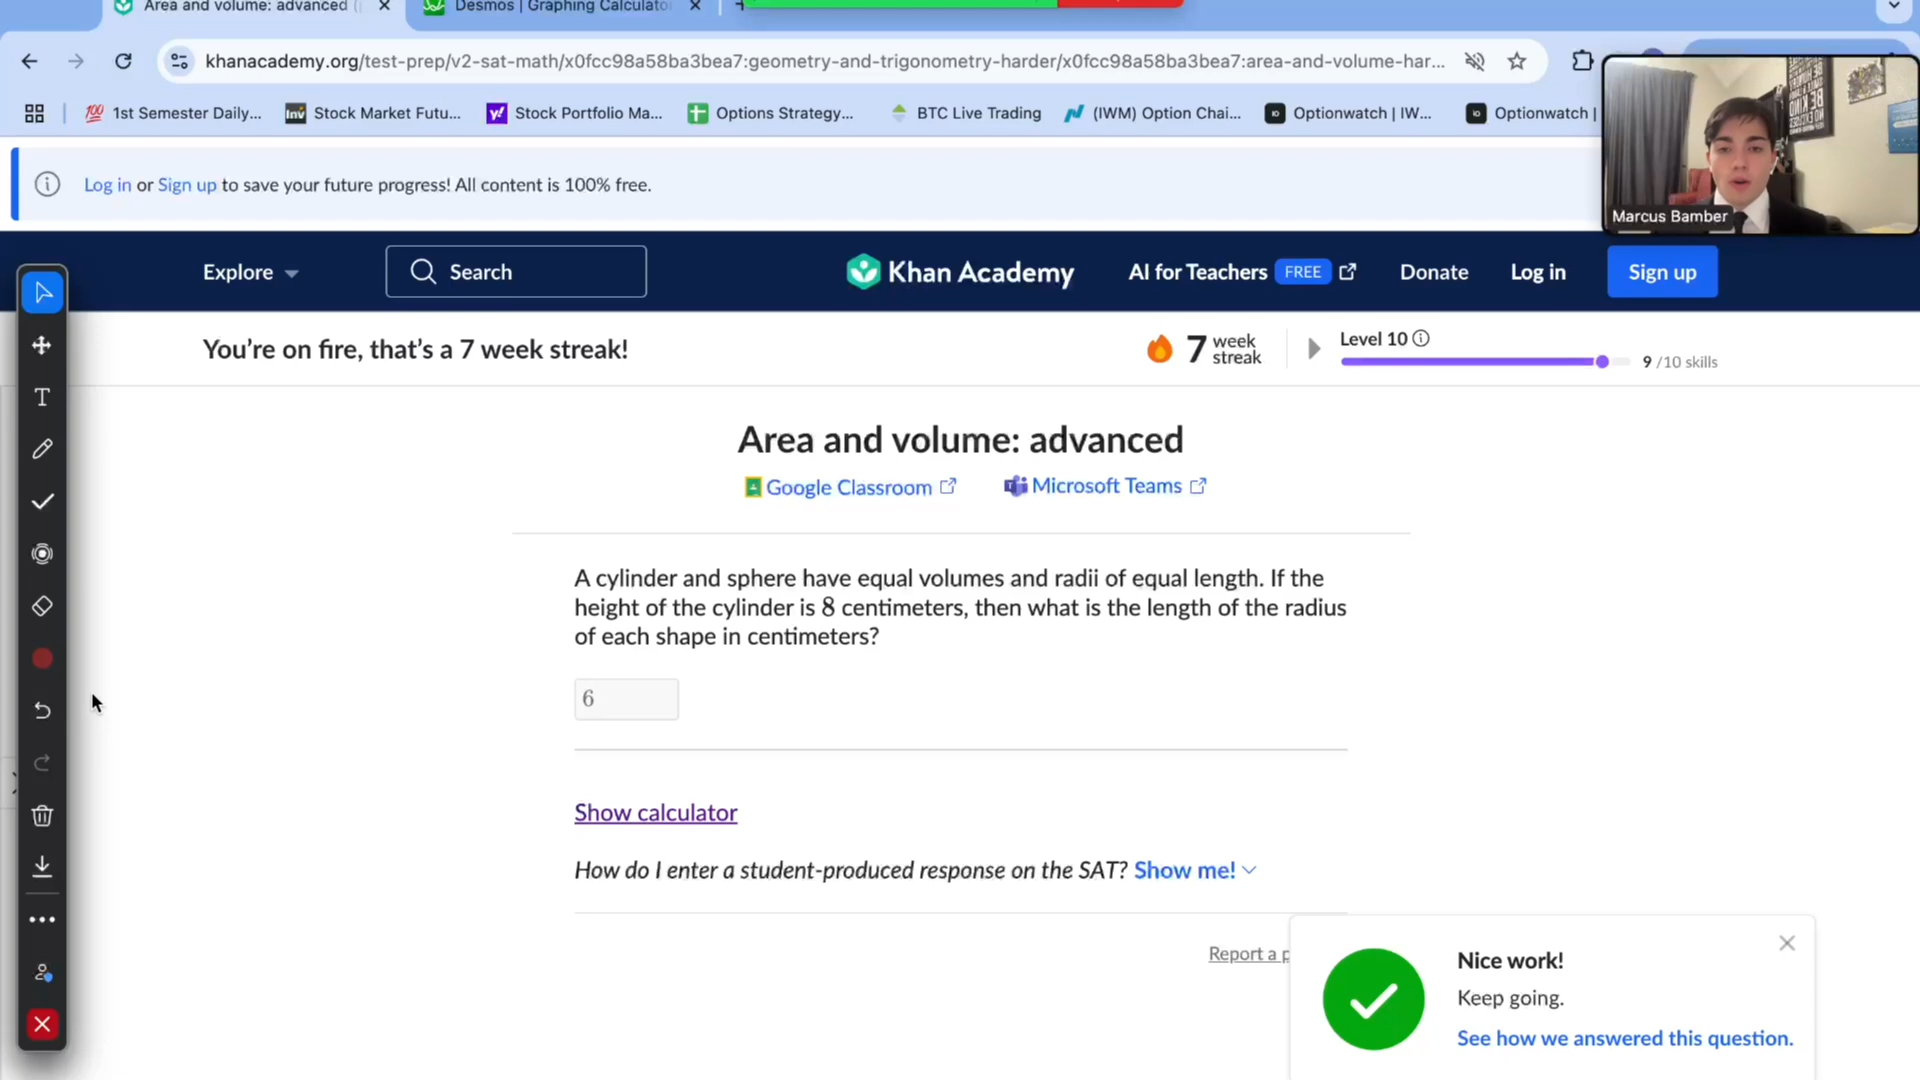 Area and volume: advanced (
Desmos | Graphing Calculator
khanacademy.org/test-prep/v2-sat-math/x0fcc98a58ba3bea7:geometry-and-trigonometry-harder/x0fcc98a58ba3bea7:area-and-volume-har...
1st Semester Daily...
Stock Market Futu...
Stock Portfolio Ma...
Options Strategy...
BTC Live Trading
(IWM) Option Chai...
Optionwatch | IW...
Optionwatch |
Marcus Bamber
Log in or Sign up to save your future progress! All content is 100% free.
Explore
Search
Khan Academy
AI for Teachers FREE
Donate
Log in
Sign up
You're on fire, that's a 7 week streak!
7 week streak
Level 10
9 /10 skills
Area and volume: advanced
Google Classroom
Microsoft Teams
A cylinder and sphere have equal volumes and radii of equal length. If the
height of the cylinder is 8 centimeters, then what is the length of the radius
of each shape in centimeters?
6
Show calculator
How do I enter a student-produced response on the SAT? Show me!
Report a p
Nice work!
Keep going.
See how we answered this question.